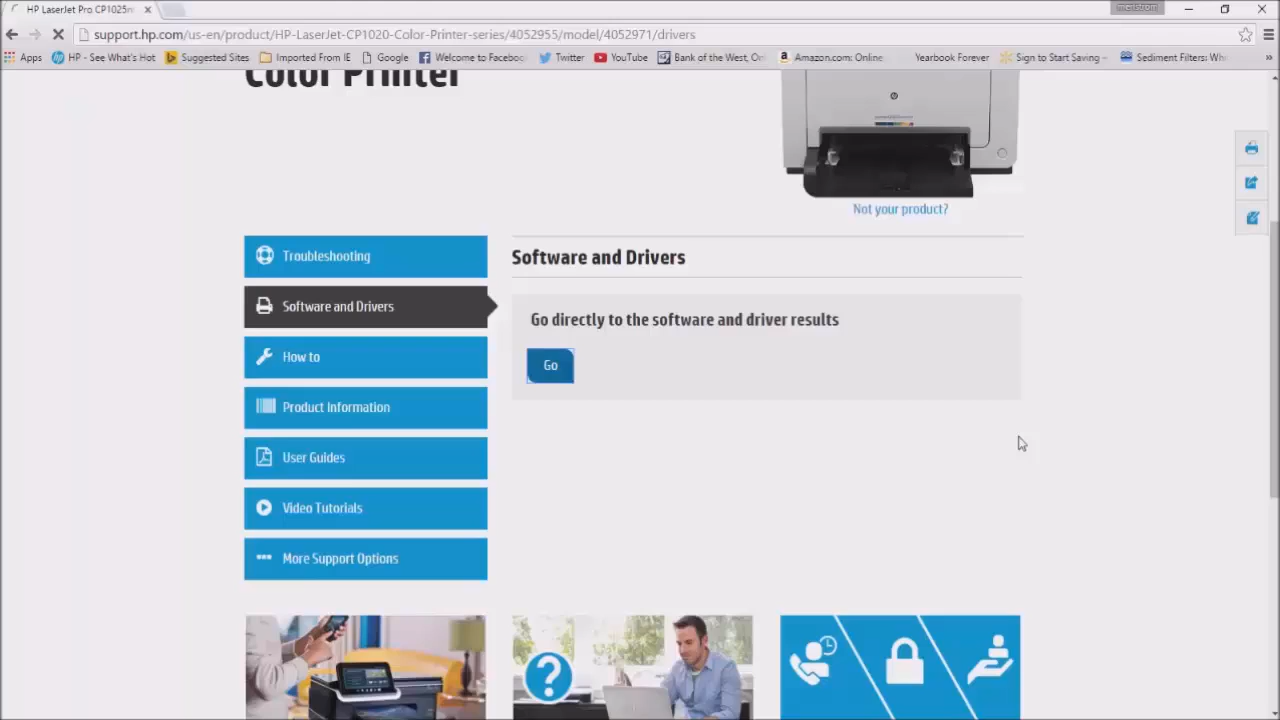 HP LaserJet Pro CP1025n
support.hp.com/us-en/product/HP-LaserJet-CP1020-Color-Printer-series/4052955/model/4052971/drivers
Apps HP - See What's Hot Suggested Sites Imported From IE Google Welcome to Faceboo Twitter YouTube Bank of the West, On Amazon.com: Online Yearbook Forever Sign to Start Saving - Sediment Filters: Wh
Color Printer
Not your product?
Troubleshooting
Software and Drivers
How to
Product Information
User Guides
Video Tutorials
More Support Options
Software and Drivers
Go directly to the software and driver results
Go